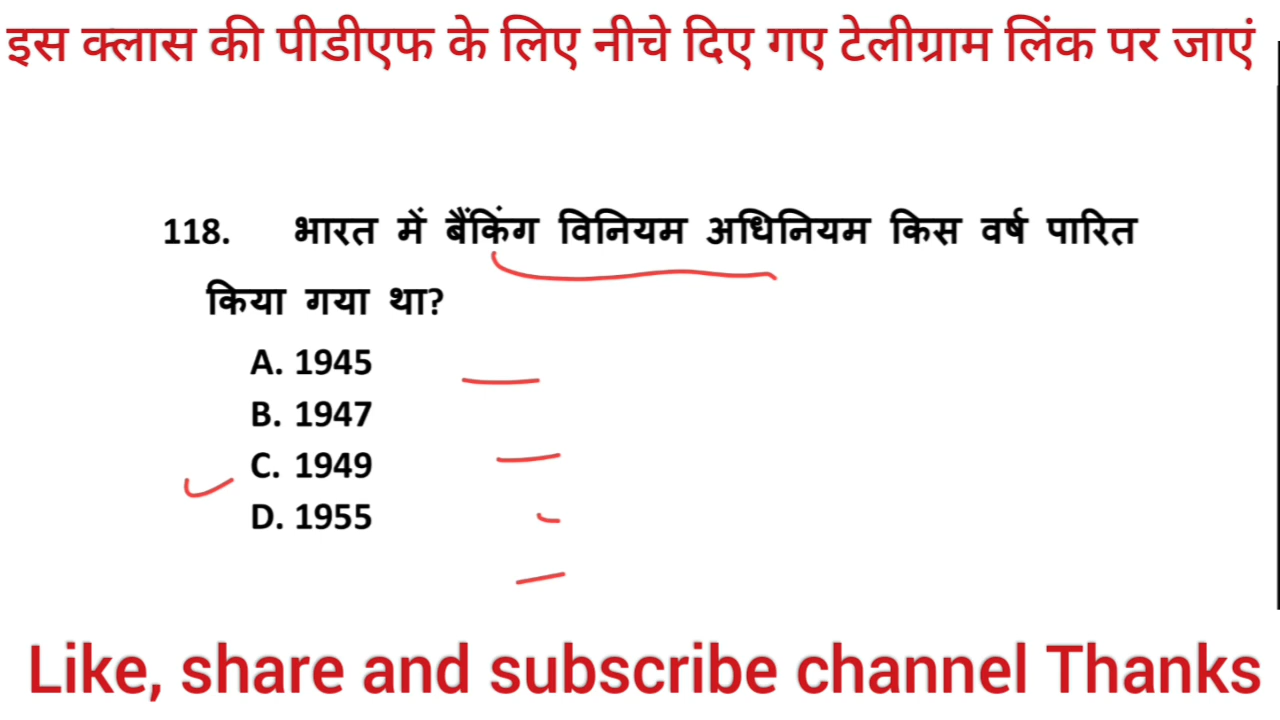 इस क्लास की पीडीएफ के लिए नीचे दिए गए टेलीग्राम लिंक पर जाएं
118. भारत में बैंकिंग विनियम अधिनियम किस वर्ष पारित
किया गया था?
A. 1945
B. 1947
C. 1949
D. 1955
Like, share and subscribe channel Thanks